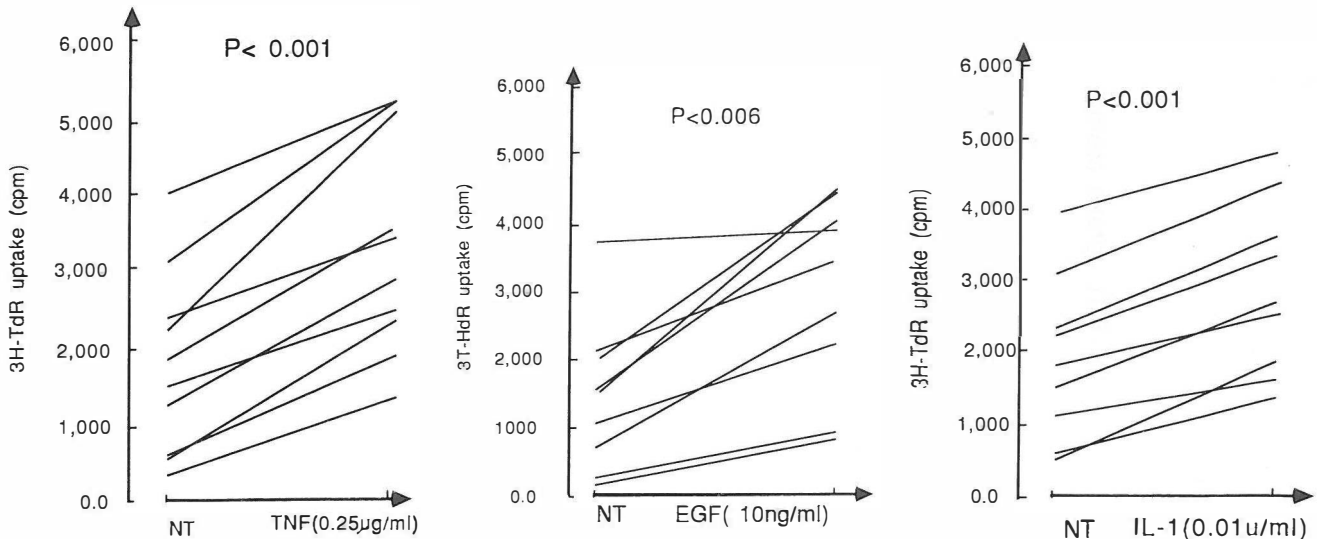 6,000
5,000
4,000
3,000
2,000
1,000
0.0
3H-TdR uptake (cpm)
P< 0.001
NT
TNF(0.25µg/ml)
6,000
5,000
4,000
3,000
2,000
1000
0.0
3T-HdR uptake (cpm)
P<0.006
NT
EGF( 10ng/ml)
6,000
5,000
4,000
3,000
2,000
1,000
0.0
3H-TdR uptake (cpm)
P<0.001
NT
IL-1(0.01u/ml)